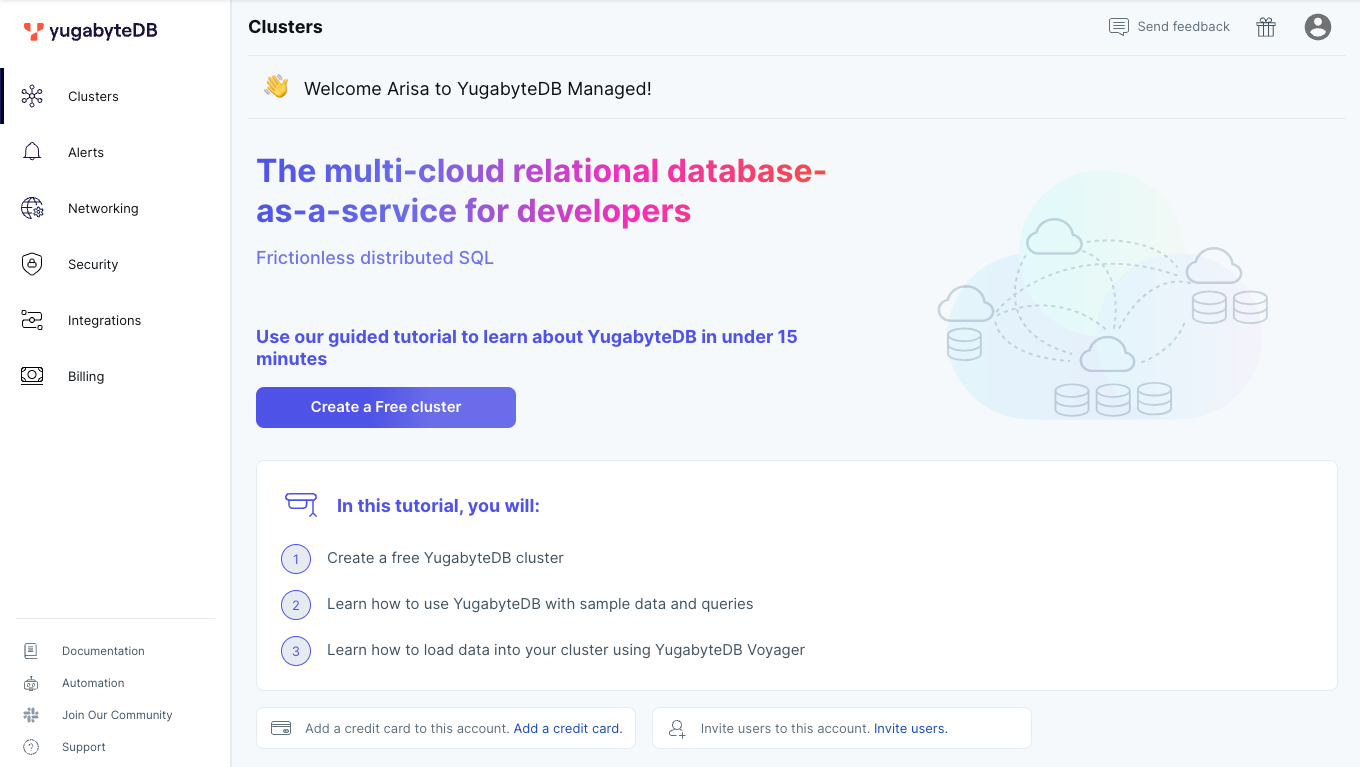 yugabyteDB
Clusters
Alerts
Networking
Security
Integrations
Billing
Documentation
Automation
Join Our Community
Support
Clusters
Send feedback
Welcome Arisa to YugabyteDB Managed!
The multi-cloud relational database-
as-a-service for developers
Frictionless distributed SQL
Use our guided tutorial to learn about YugabyteDB in under 15
minutes
Create a Free cluster
In this tutorial, you will:
1 Create a free YugabyteDB cluster
2 Learn how to use YugabyteDB with sample data and queries
3 Learn how to load data into your cluster using YugabyteDB Voyager
Add a credit card to this account. Add a credit card.
Invite users to this account. Invite users.